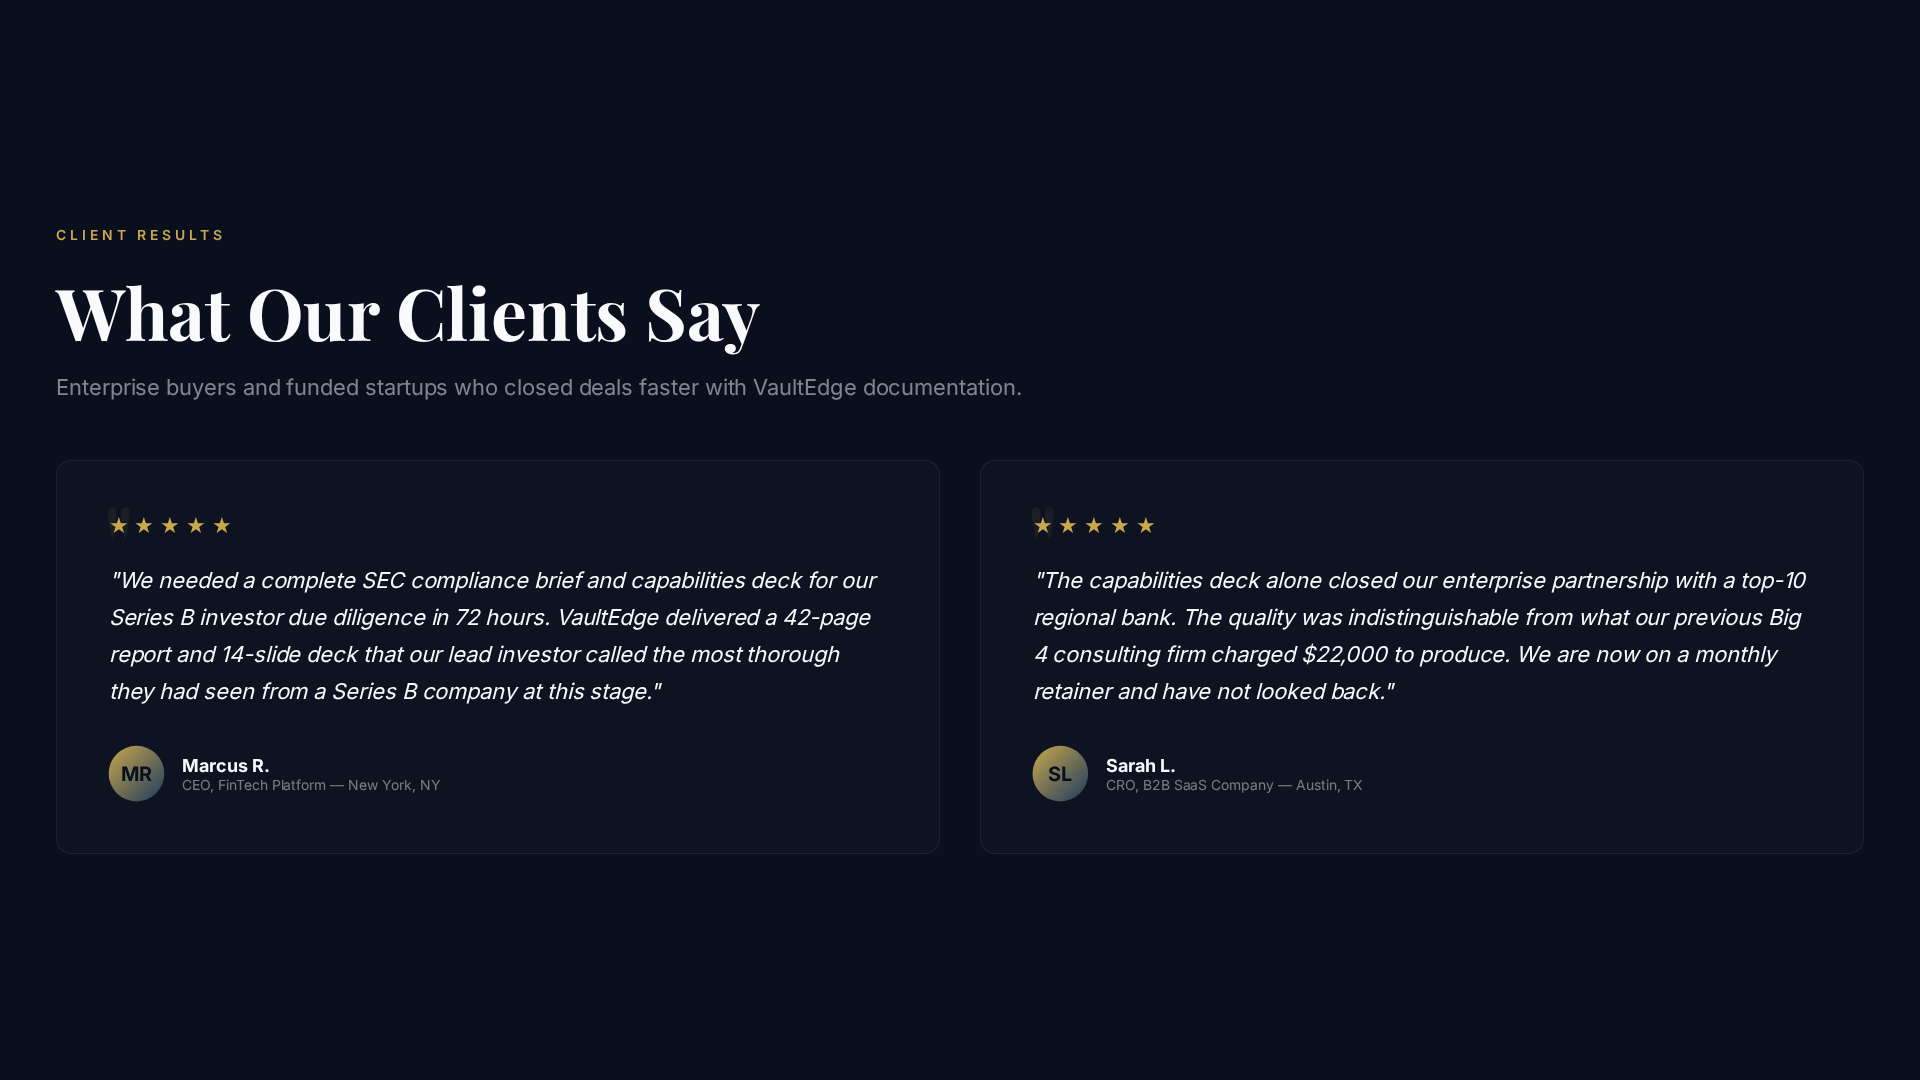 CLIENT RESULTS
What Our Clients Say
Enterprise buyers and funded startups who closed deals faster with VaultEdge documentation.
"
★★★★★
"We needed a complete SEC compliance brief and capabilities deck for our
Series B investor due diligence in 72 hours. VaultEdge delivered a 42-page
report and 14-slide deck that our lead investor called the most thorough
they had seen from a Series B company at this stage."
MR
Marcus R.
CEO, FinTech Platform — New York, NY
"
★★★★★
"The capabilities deck alone closed our enterprise partnership with a top-10
regional bank. The quality was indistinguishable from what our previous Big
4 consulting firm charged $22,000 to produce. We are now on a monthly
retainer and have not looked back."
SL
Sarah L.
CRO, B2B SaaS Company — Austin, TX